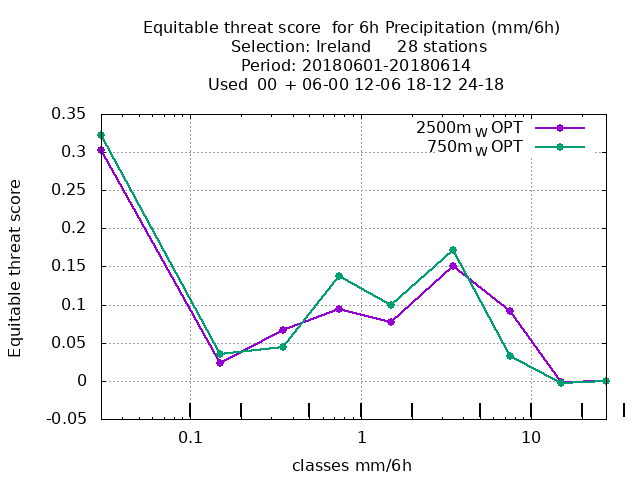 Equitable threat score  for 6h Precipitation (mm/6h)
Selection: Ireland     28 stations
Period: 20180601-20180614
Used  00  + 06-00 12-06 18-12 24-18
2500m W OPT
750m W OPT
0.35
0.3
0.25
0.2
0.15
0.1
0.05
0
-0.05
Equitable threat score
0.1 1 10
classes mm/6h